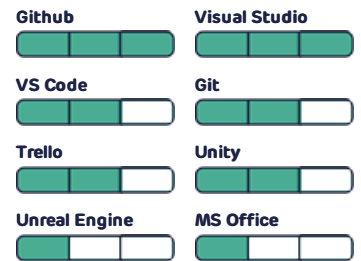 Github
Visual Studio
VS Code
Git
Trello
Unity
Unreal Engine
MS Office